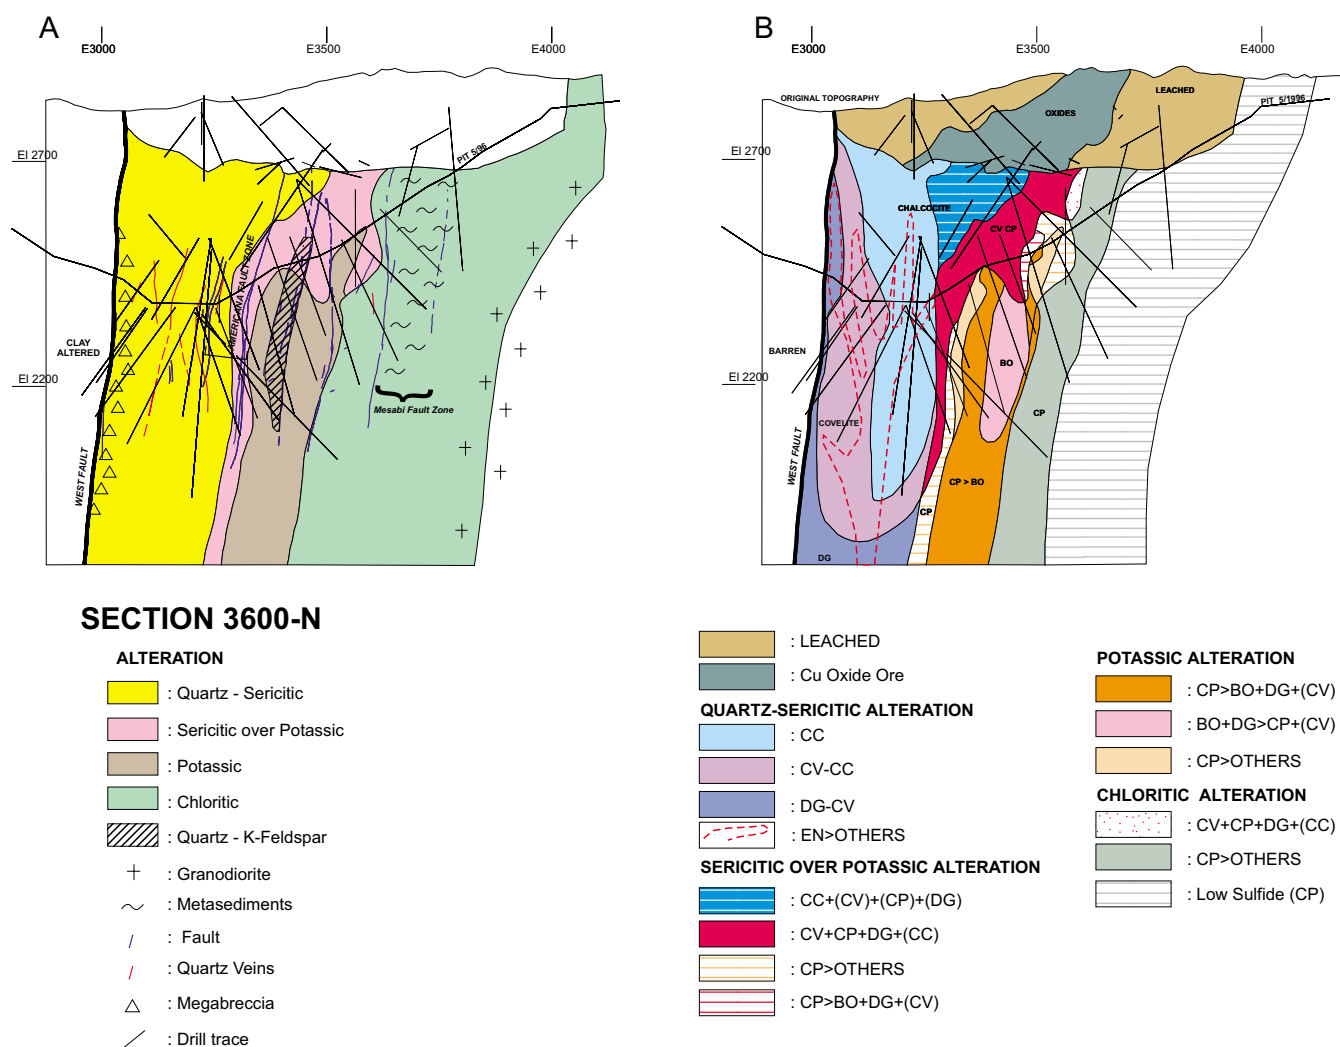 A
E3000
E3500
E4000
El 2700
El 2200
PIT 5/96
AMERICANA FAULT ZONE
CLAY
ALTERED
WEST FAULT
Mesabi Fault Zone
B
E3000
E3500
E4000
ORIGINAL TOPOGRAPHY
OXIDES
LEACHED
PIT 5/1996
El 2700
El 2200
CHALCOCITE
CV CP
BARREN
BO
CP
COVELITE
WEST FAULT
CP > BO
CP
DG
SECTION 3600-N
ALTERATION
: Quartz - Sericitic
: Sericitic over Potassic
: Potassic
: Chloritic
: Quartz - K-Feldspar
: Granodiorite
: Metasediments
: Fault
: Quartz Veins
: Megabreccia
: Drill trace
: LEACHED
: Cu Oxide Ore
QUARTZ-SERICITIC ALTERATION
: CC
: CV-CC
: DG-CV
: EN>OTHERS
SERICITIC OVER POTASSIC ALTERATION
: CC+(CV)+(CP)+(DG)
: CV+CP+DG+(CC)
: CP>OTHERS
: CP>BO+DG+(CV)
POTASSIC ALTERATION
: CP>BO+DG+(CV)
: BO+DG>CP+(CV)
: CP>OTHERS
CHLORITIC ALTERATION
: CV+CP+DG+(CC)
: CP>OTHERS
: Low Sulfide (CP)